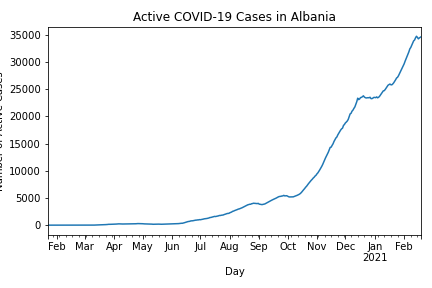 Active COVID-19 Cases in Albania
35000
30000
25000
20000
15000
10000
5000
0
Number of Active Cases
Feb Mar Apr May Jun Jul Aug Sep Oct Nov Dec Jan Feb
2021
Day